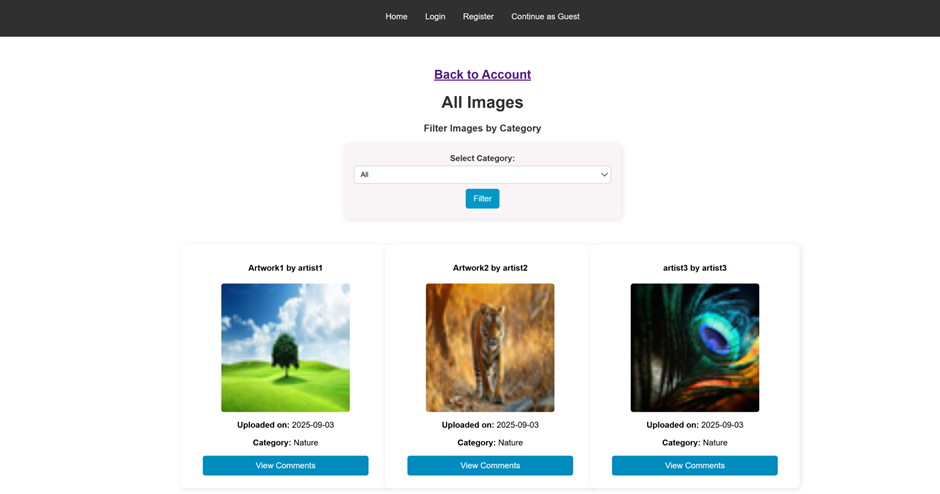 Home Login Register Continue as Guest
Back to Account
All Images
Filter Images by Category
Select Category:
All
Filter
Artwork1 by artist1
Artwork2 by artist2
artist3 by artist3
Uploaded on: 2025-09-03
Uploaded on: 2025-09-03
Uploaded on: 2025-09-03
Category: Nature
Category: Nature
Category: Nature
View Comments
View Comments
View Comments